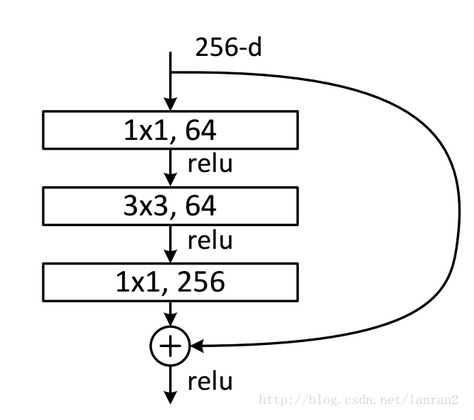 256-d
1x1, 64
relu
3x3, 64
relu
1x1, 256
+
relu
http://blog.csdn.net/lanran2